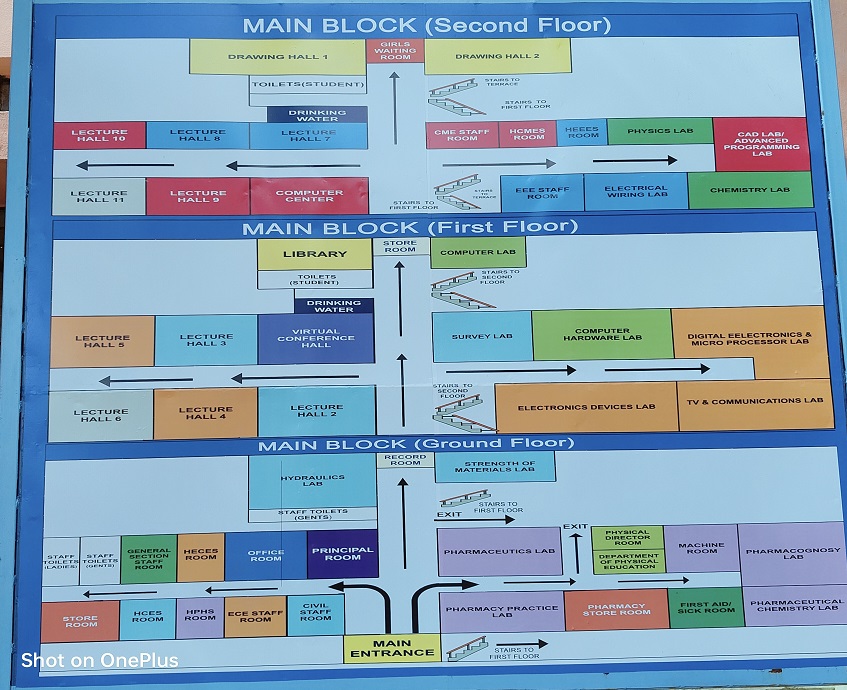 MAIN BLOCK (Second Floor)
DRAWING HALL 1
GIRLS
WAITING
ROOM
DRAWING HALL 2
TOILETS(STUDENT)
STAIRS TO
TERRACE
STAIRS TO
FIRST FLOOR
DRINKING
WATER
LECTURE
HALL 10
LECTURE
HALL 8
LECTURE
HALL 7
CME STAFF
ROOM
HCMES
ROOM
HEEES
ROOM
PHYSICS LAB
CAD LAB/
ADVANCED
PROGRAMMING
LAB
LECTURE
HALL 11
LECTURE
HALL 9
COMPUTER
CENTER
STAIRS TO
FIRST FLOOR
STAIRS
TO
TERRACE
EEE STAFF
ROOM
ELECTRICAL
WIRING LAB
CHEMISTRY LAB
MAIN BLOCK (First Floor)
LIBRARY
STORE
ROOM
COMPUTER LAB
TOILETS
(STUDENT)
STAIRS TO
SECOND
FLOOR
DRINKING
WATER
LECTURE
HALL 5
LECTURE
HALL 3
VIRTUAL
CONFERENCE
HALL
SURVEY LAB
COMPUTER
HARDWARE LAB
DIGITAL EELECTRONICS &
MICRO PROCESSOR LAB
LECTURE
HALL 6
LECTURE
HALL 4
LECTURE
HALL 2
STAIRS TO
SECOND
FLOOR
ELECTRONICS DEVICES LAB
TV & COMMUNICATIONS LAB
MAIN BLOCK (Ground Floor)
HYDRAULICS
LAB
RECORD
ROOM
STRENGTH OF
MATERIALS LAB
STAFF TOILETS
(GENTS)
STAIRS TO
FIRST FLOOR
EXIT
STAFF
TOILETS
(LADIES)
STAFF
TOILETS
(GENTS)
GENERAL
SECTION
STAFF
ROOM
HECES
ROOM
OFFICE
ROOM
PRINCIPAL
ROOM
PHARMACEUTICS LAB
EXIT
PHYSICAL
DIRECTOR
ROOM
DEPARTMENT
OF PHYSICAL
EDUCATION
MACHINE
ROOM
PHARMACOGNOSY
LAB
STORE
ROOM
HCES
ROOM
HPHS
ROOM
ECE STAFF
ROOM
CIVIL
STAFF
ROOM
PHARMACY PRACTICE
LAB
PHARMACY
STORE ROOM
FIRST AID/
SICK ROOM
PHARMACEUTICAL
CHEMISTRY LAB
MAIN
ENTRANCE
STAIRS TO
FIRST FLOOR
Shot on OnePlus